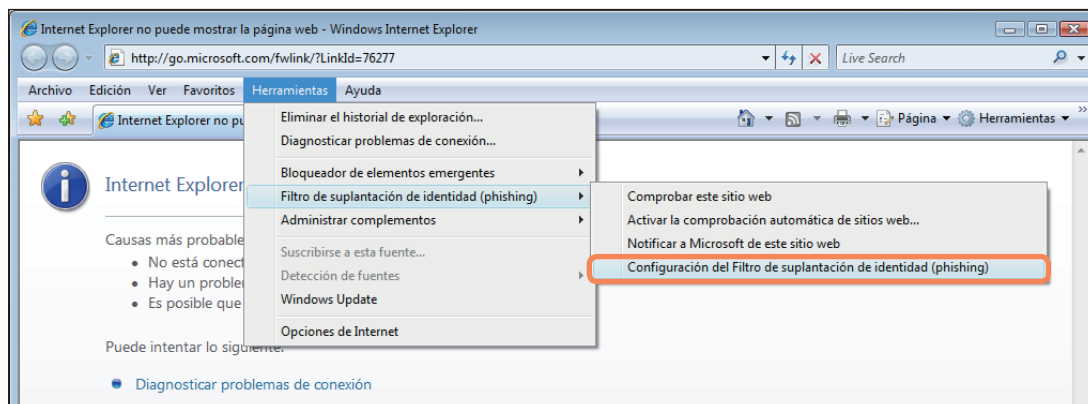 Internet Explorer no puede mostrar la página web - Windows Internet Explorer
http://go.microsoft.com/fwlink/?LinkId=76277
Live Search
Archivo Edición Ver Favoritos Herramientas Ayuda
Internet Explorer no pu
Página Herramientas
Eliminar el historial de exploración...
Diagnosticar problemas de conexión...
Bloqueador de elementos emergentes
Filtro de suplantación de identidad (phishing)
Administrar complementos
Suscribirse a esta fuente...
Detección de fuentes
Windows Update
Opciones de Internet
Comprobar este sitio web
Activar la comprobación automática de sitios web...
Notificar a Microsoft de este sitio web
Configuración del Filtro de suplantación de identidad (phishing)
Internet Explorer
Causas más probable
No está conect
Hay un probler
Es posible que
Puede intentar lo siguiente:
Diagnosticar problemas de conexión